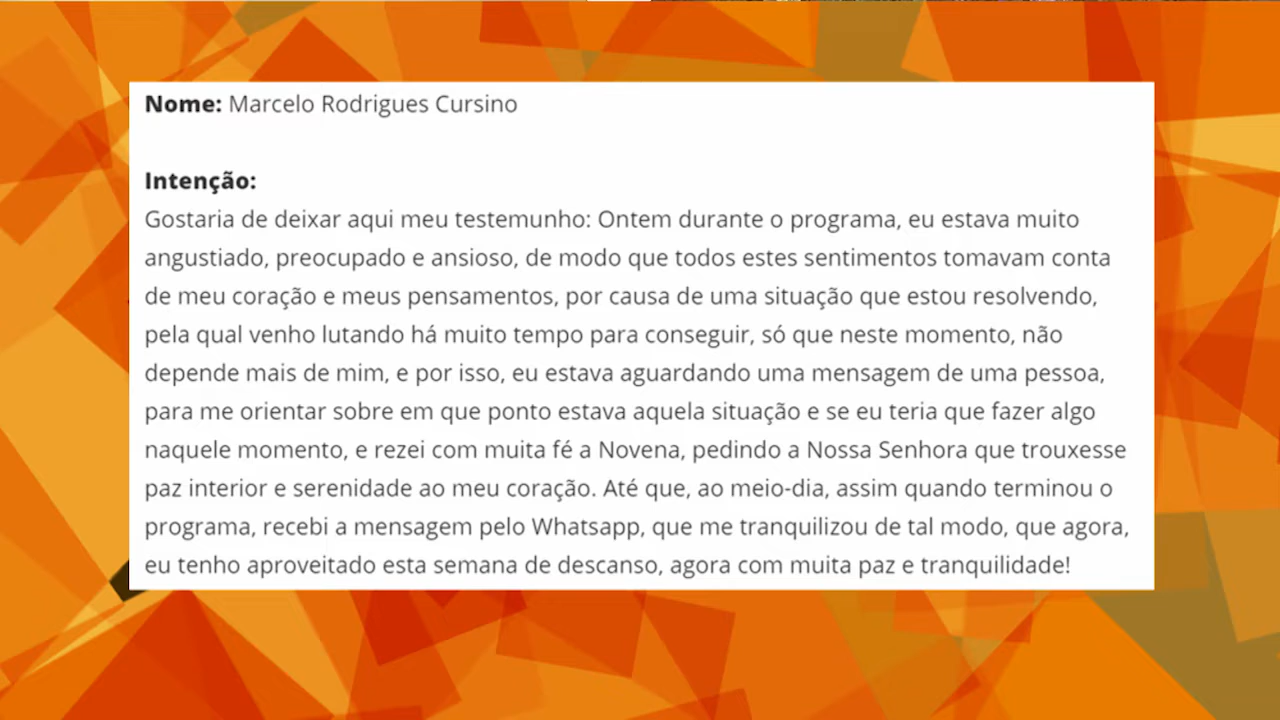 Nome: Marcelo Rodrigues Cursino
Intenção:
Gostaria de deixar aqui meu testemunho: Ontem durante o programa, eu estava muito
angustiado, preocupado e ansioso, de modo que todos estes sentimentos tomavam conta
de meu coração e meus pensamentos, por causa de uma situação que estou resolvendo,
pela qual venho lutando há muito tempo para conseguir, só que neste momento, não
depende mais de mim, e por isso, eu estava aguardando uma mensagem de uma pessoa,
para me orientar sobre em que ponto estava aquela situação e se eu teria que fazer algo
naquele momento, e rezei com muita fé a Novena, pedindo a Nossa Senhora que trouxesse
paz interior e serenidade ao meu coração. Até que, ao meio-dia, assim quando terminou o
programa, recebi a mensagem pelo Whatsapp, que me tranquilizou de tal modo, que agora,
eu tenho aproveitado esta semana de descanso, agora com muita paz e tranquilidade!